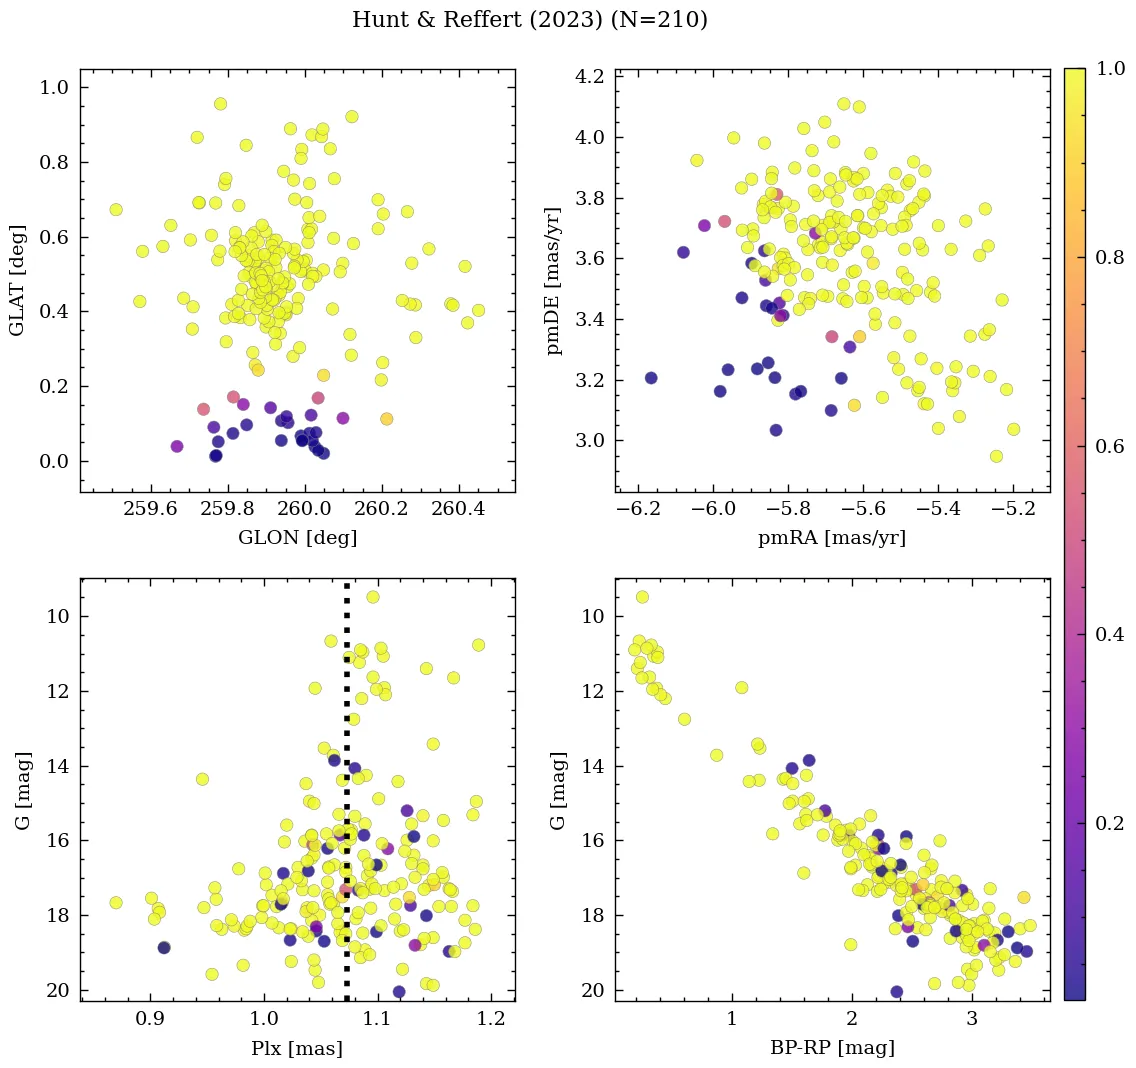 Hunt & Reffert (2023) (N=210)
1.0
0.8
0.6
0.4
0.2
0.0
GLAT [deg]
259.6 259.8 260.0 260.2 260.4
GLON [deg]
4.2
4.0
3.8
3.6
3.4
3.2
3.0
pmDE [mas/yr]
−6.2 −6.0 −5.8 −5.6 −5.4 −5.2
pmRA [mas/yr]
10
12
14
16
18
20
G [mag]
0.9 1.0 1.1 1.2
Plx [mas]
10
12
14
16
18
20
G [mag]
1 2 3
BP-RP [mag]
1.0
0.8
0.6
0.4
0.2